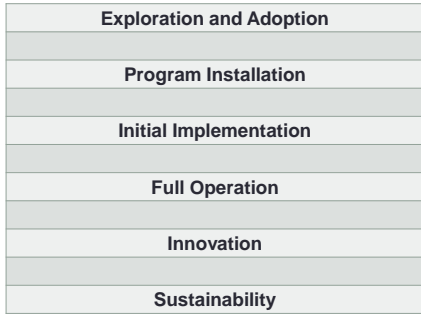 Exploration and Adoption
Program Installation
Initial Implementation
Full Operation
Innovation
Sustainability